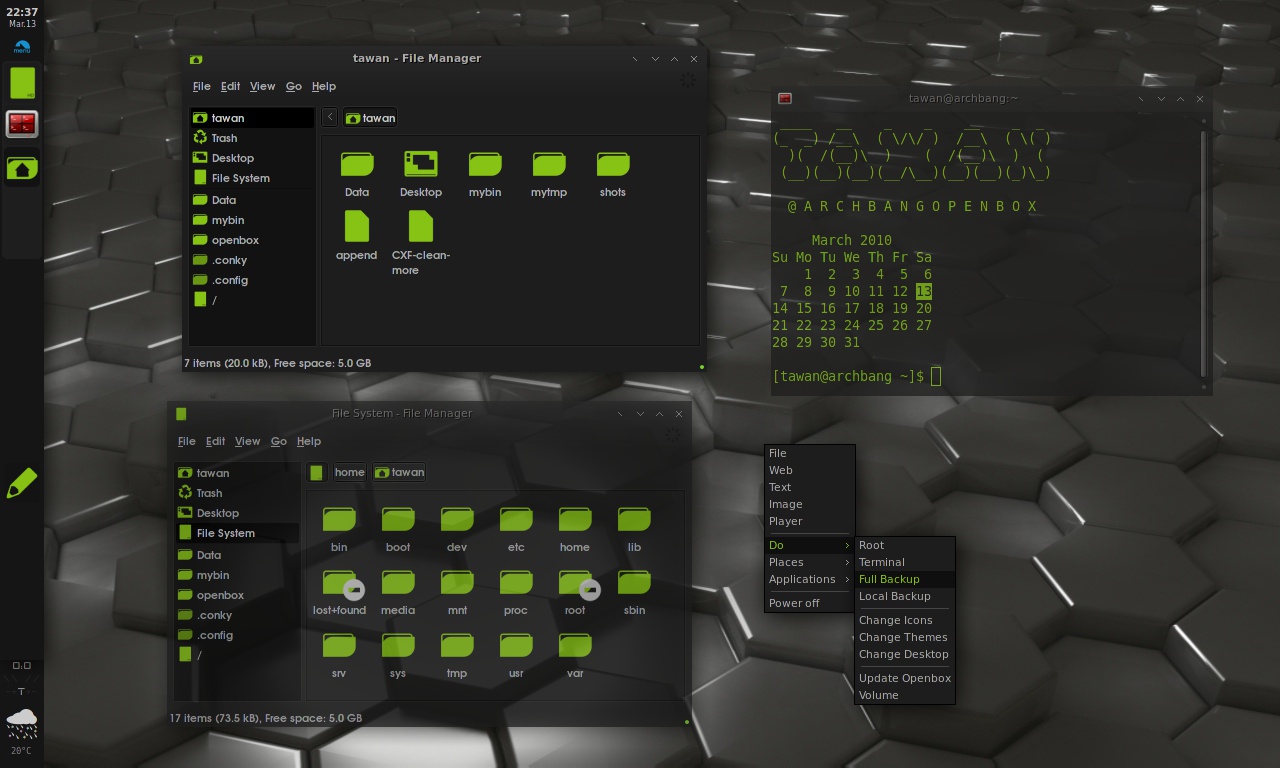 22:37
Mar.13
menu
tawan - File Manager
File Edit View Go Help
tawan
Trash
Desktop
File System
Data
mybin
openbox
.conky
.config
/
tawan
Data Desktop mybin mytmp shots
append CXF-clean-
more
7 items (20.0 kB), Free space: 5.0 GB
tawan@archbang:~
@ A R C H B A N G O P E N B O X
March 2010
Su Mo Tu We Th Fr Sa
1 2 3 4 5 6
7 8 9 10 11 12 13
14 15 16 17 18 19 20
21 22 23 24 25 26 27
28 29 30 31
[tawan@archbang ~]$
File System - File Manager
File Edit View Go Help
tawan
Trash
Desktop
File System
Data
mybin
openbox
.conky
.config
/
home tawan
bin boot dev etc home lib
lost+found media mnt proc root sbin
srv sys tmp usr var
17 items (73.5 kB), Free space: 5.0 GB
File
Web
Text
Image
Player
Do
Places
Applications
Power off
Root
Terminal
Full Backup
Local Backup
Change Icons
Change Themes
Change Desktop
Update Openbox
Volume
T
20°C